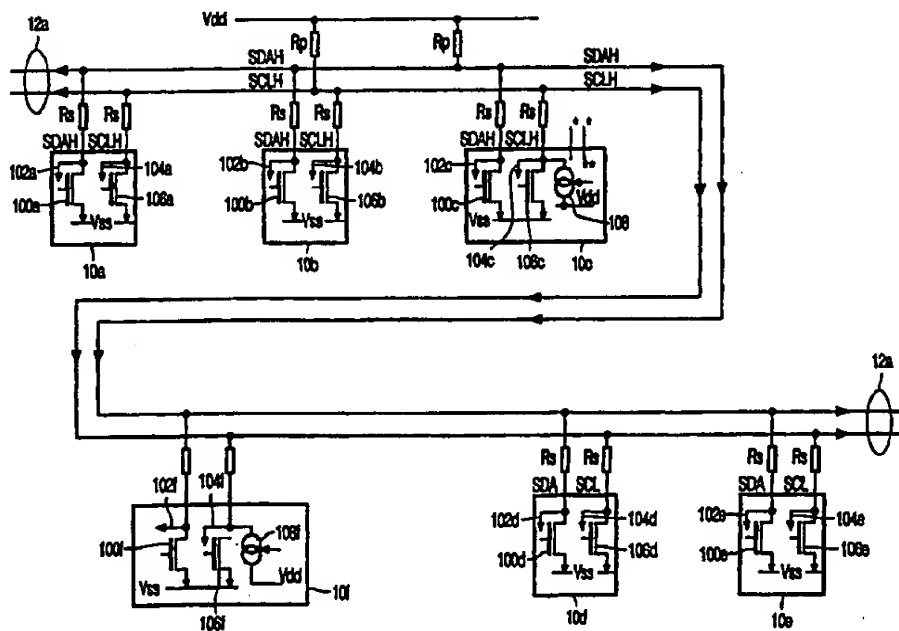 12a
Vdd
Rp Rp
SDAH SDAH
SCLH SCLH
Rs Rs Rs Rs Rs Rs
SDAH SCLH SDAH SCLH SDAH SCLH * *
102a 104a 102b 104b 102c **
100a 106a 100b 106b 100c Vdd
Vss Vss Vss 108
10a 10b 104c 106c 10c
12a
Rs Rs Rs Rs
102f 104f SDA SCL SDA SCL
108f 102d 104d 102e 104e
100f 100d 106d 100e 106e
Vss Vdd Vss Vss
106f 10f 10d 10e